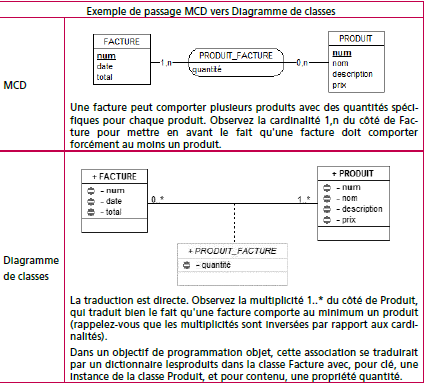 Exemple de passage MCD vers Diagramme de classes
MCD
FACTURE
num
date
total
1,n
PRODUIT_FACTURE
quantité
0,n
PRODUIT
num
nom
description
prix
Une facture peut comporter plusieurs produits avec des quantités spéci-
fiques pour chaque produit. Observez la cardinalité 1,n du côté de Fac-
ture pour mettre en avant le fait qu'une facture doit comporter
forcément au moins un produit.
Diagramme
de classes
+ FACTURE
- num
- date
- total
0..*
1..*
+ PRODUIT
- num
- nom
- description
- prix
+ PRODUIT_FACTURE
- quantité
La traduction est directe. Observez la multiplicité 1..* du côté de Produit,
qui traduit bien le fait qu'une facture comporte au minimum un produit
(rappelez-vous que les multiplicités sont inversées par rapport aux cardi-
nalités).
Dans un objectif de programmation objet, cette association se traduirait
par un dictionnaire lesproduits dans la classe Facture avec, pour clé, une
instance de la classe Produit, et pour contenu, une propriété quantité.